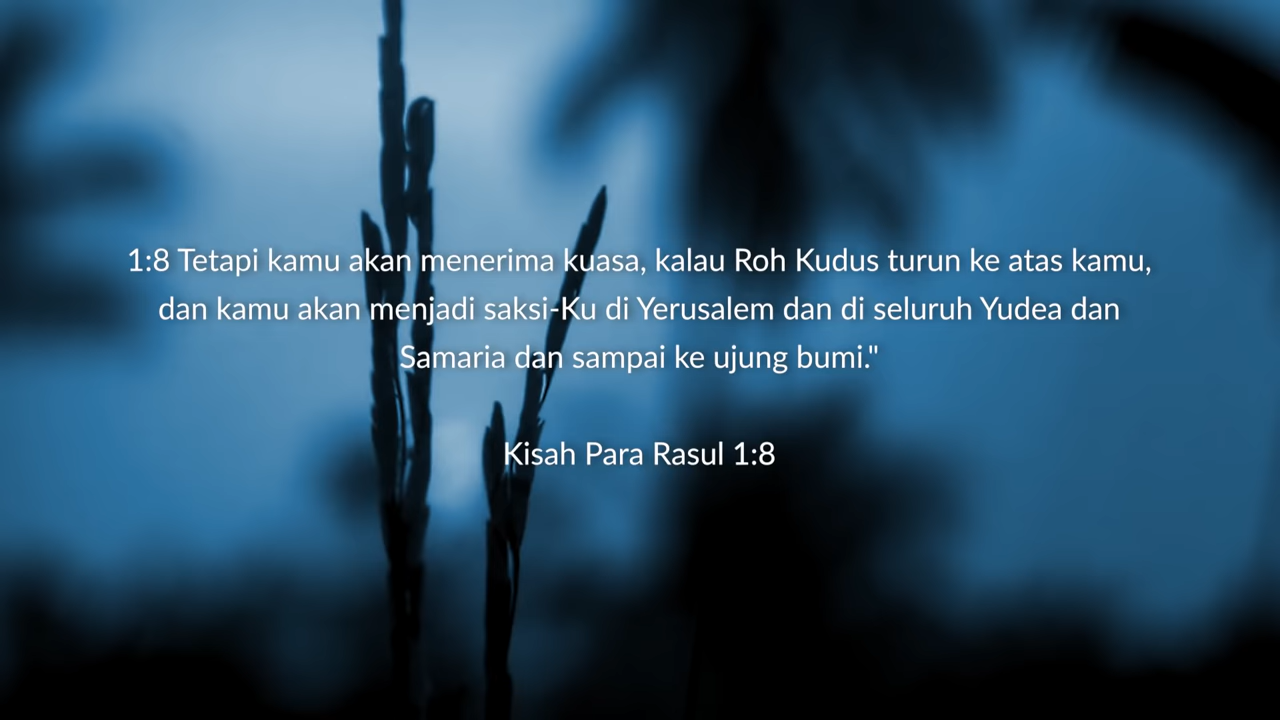 1:8 Tetapi kamu akan menerima kuasa, kalau Roh Kudus turun ke atas kamu,
dan kamu akan menjadi saksi-Ku di Yerusalem dan di seluruh Yudea dan
Samaria dan sampai ke ujung bumi."
Kisah Para Rasul 1:8